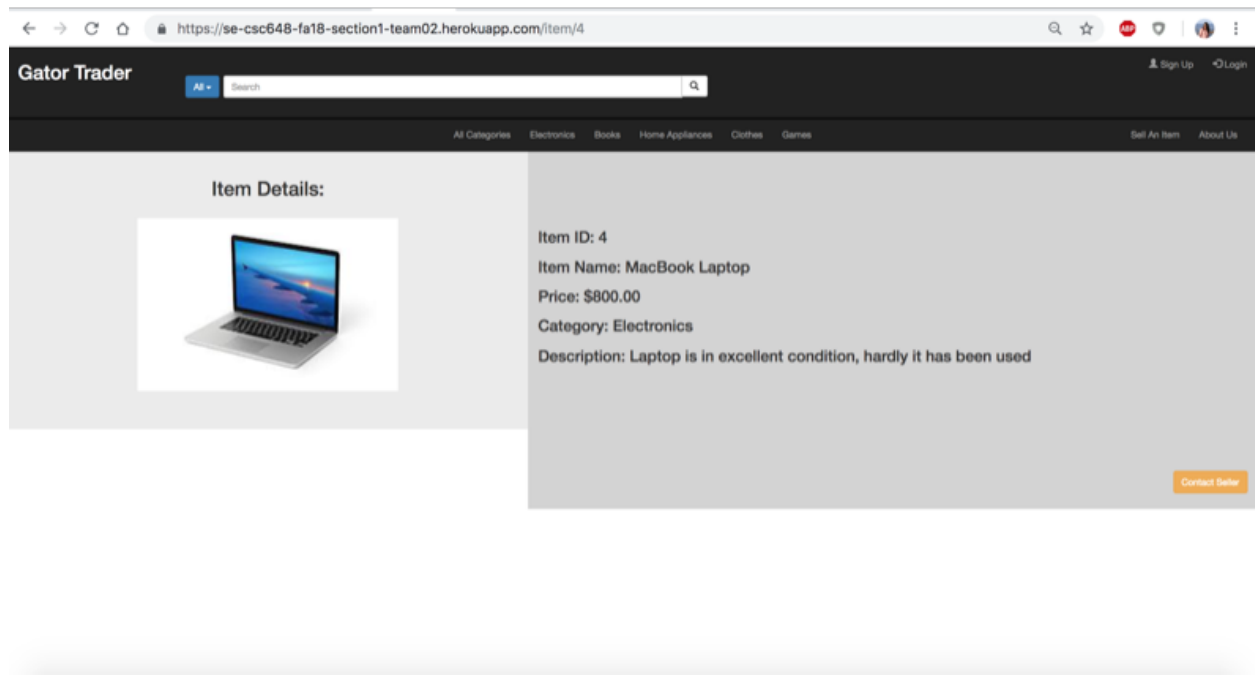 https://se-csc648-fa18-section1-team02.herokuapp.com/item/4
ABP
Gator Trader
All
Search
Sign Up
Login
All Categories
Electronics
Books
Home Appliances
Clothes
Games
Sell An Item
About Us
Item Details:
Item ID: 4
Item Name: MacBook Laptop
Price: $800.00
Category: Electronics
Description: Laptop is in excellent condition, hardly it has been used
Contact Seller